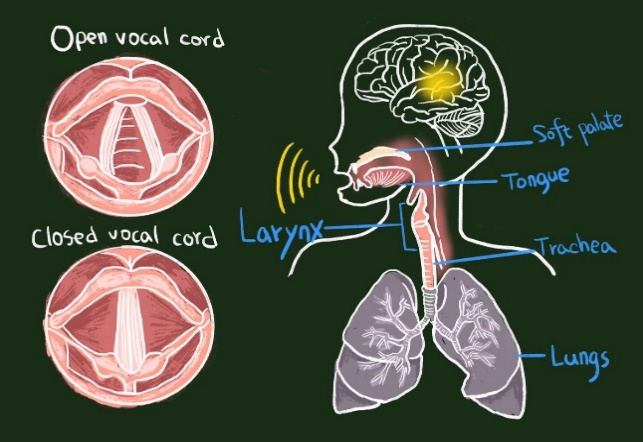 Open vocal cord
Closed vocal cord
Soft palate
Tongue
Larynx
Trachea
Lungs